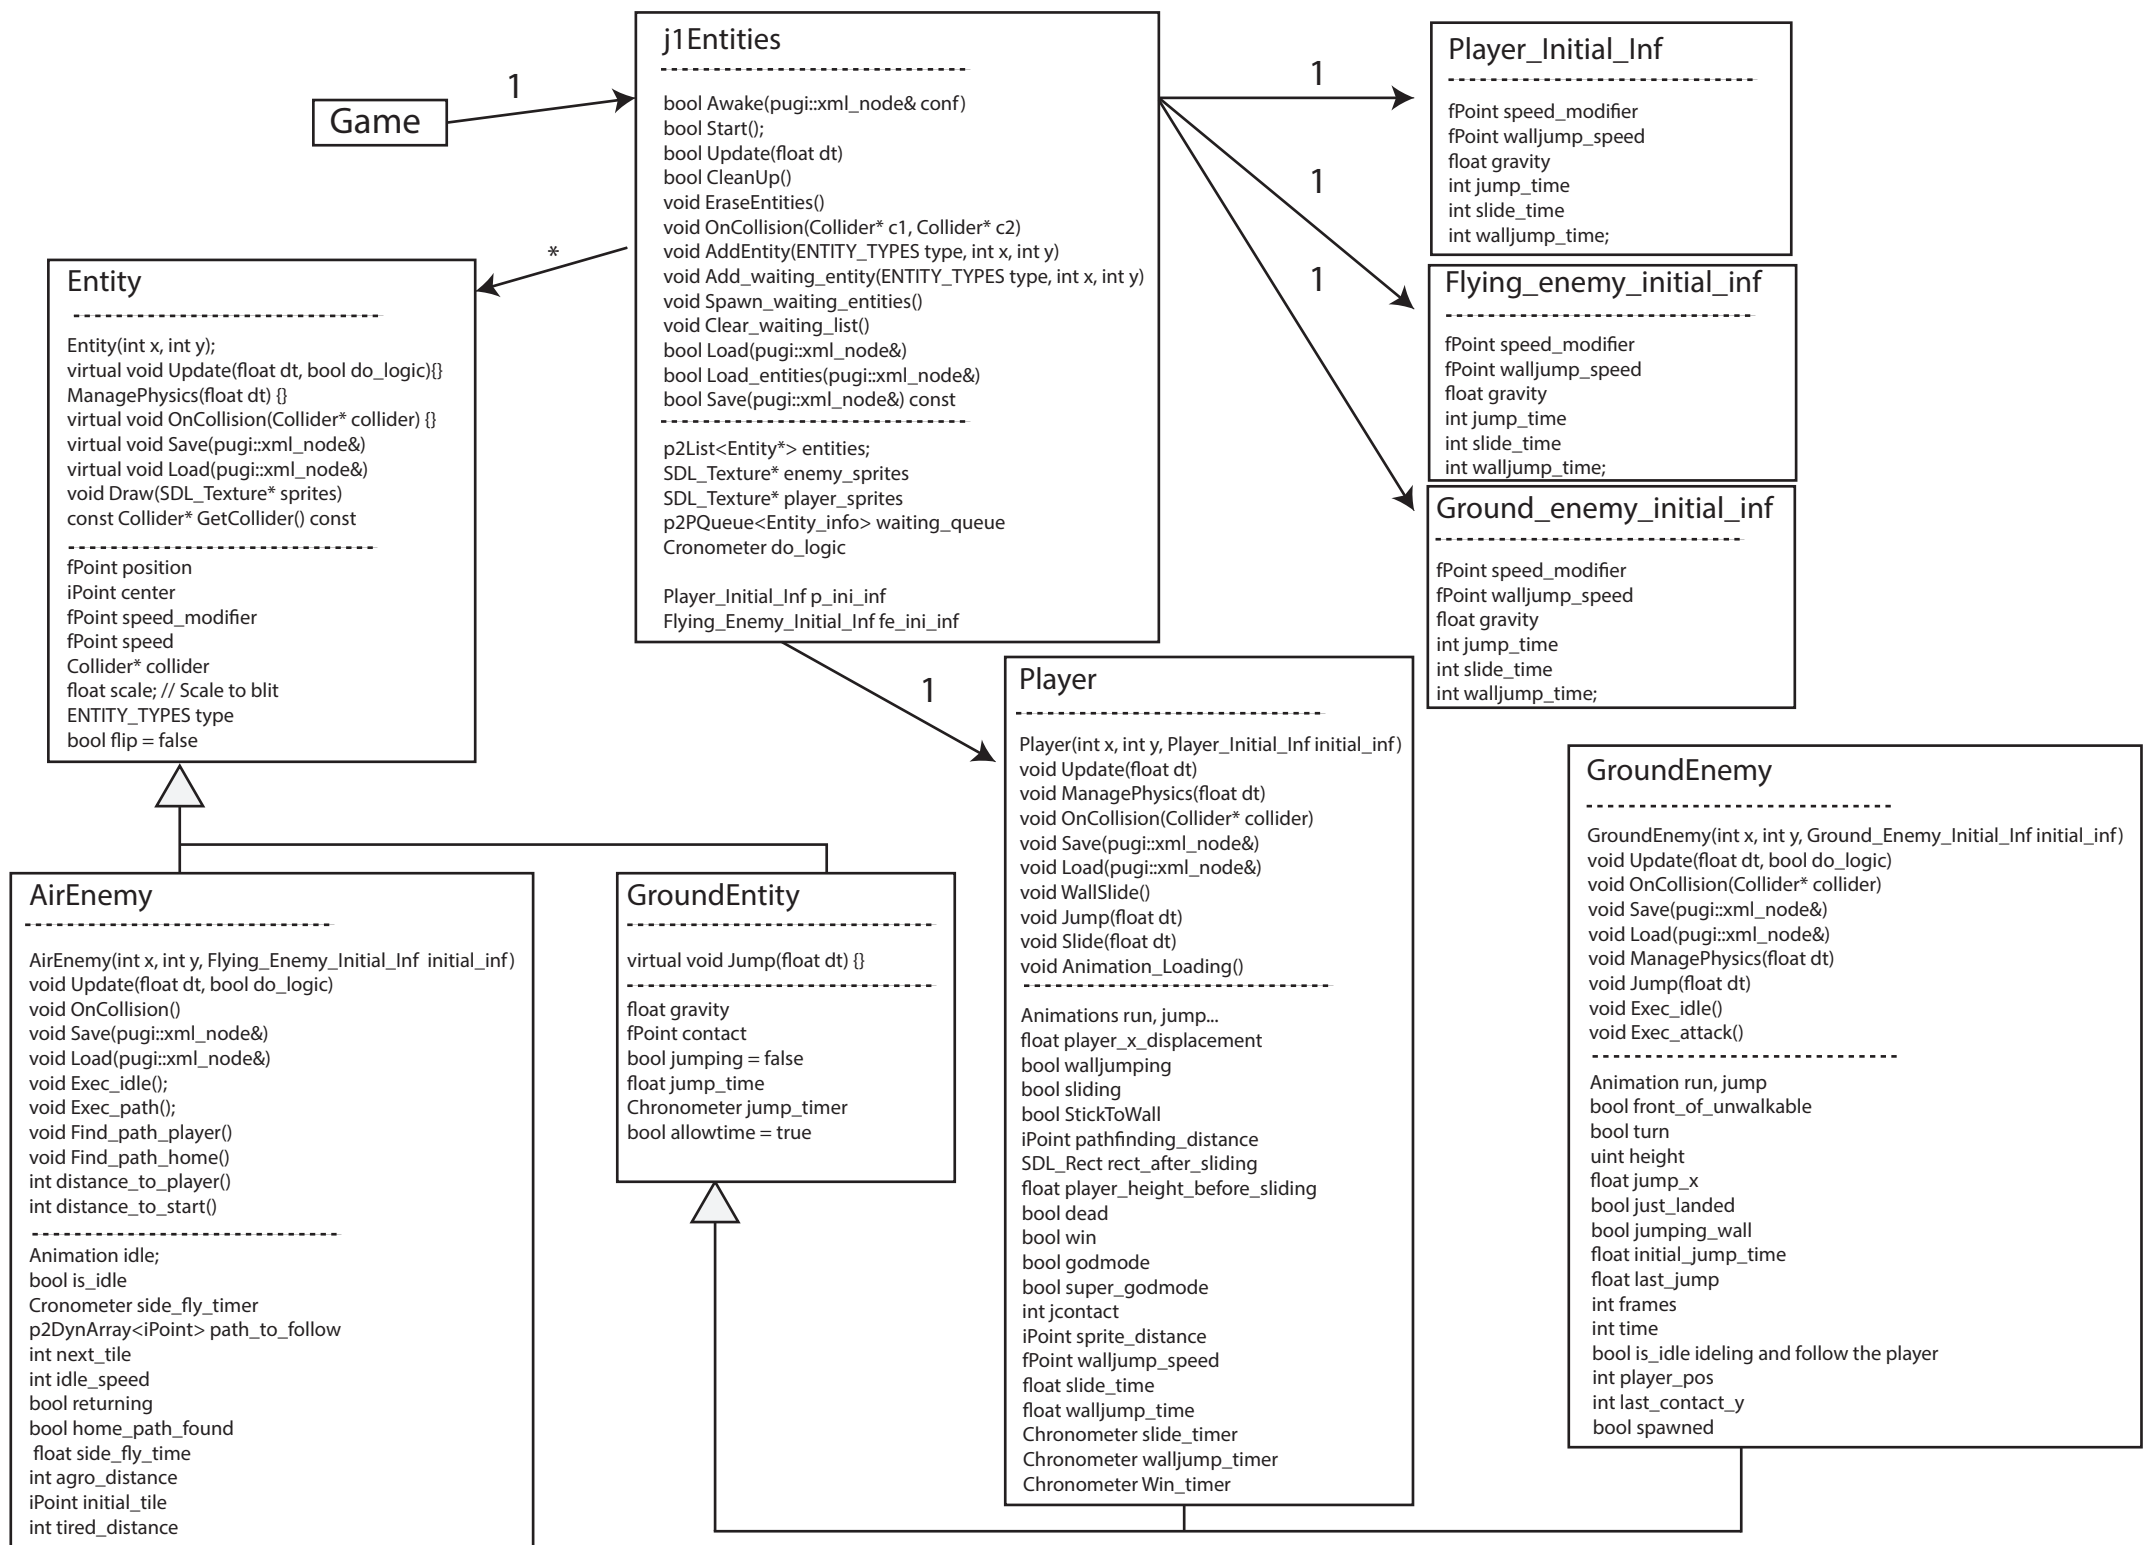 Game
1
j1Entities
bool Awake(pugi::xml_node& conf)
bool Start();
bool Update(float dt)
bool CleanUp()
void EraseEntities()
void OnCollision(Collider* c1, Collider* c2)
void AddEntity(ENTITY_TYPES type, int x, int y)
void Add_waiting_entity(ENTITY_TYPES type, int x, int y)
void Spawn_waiting_entities()
void Clear_waiting_list()
bool Load(pugi::xml_node&)
bool Load_entities(pugi::xml_node&)
bool Save(pugi::xml_node&) const
p2List<Entity*> entities;
SDL_Texture* enemy_sprites
SDL_Texture* player_sprites
p2PQueue<Entity_info> waiting_queue
Cronometer do_logic
Player_Initial_Inf p_ini_inf
Flying_Enemy_Initial_Inf fe_ini_inf
1
1
1
Player_Initial_Inf
fPoint speed_modifier
fPoint walljump_speed
float gravity
int jump_time
int slide_time
int walljump_time;
Flying_enemy_initial_inf
fPoint speed_modifier
fPoint walljump_speed
float gravity
int jump_time
int slide_time
int walljump_time;
Ground_enemy_initial_inf
fPoint speed_modifier
fPoint walljump_speed
float gravity
int jump_time
int slide_time
int walljump_time;
*
Entity
Entity(int x, int y);
virtual void Update(float dt, bool do_logic){}
ManagePhysics(float dt) {}
virtual void OnCollision(Collider* collider) {}
virtual void Save(pugi::xml_node&)
virtual void Load(pugi::xml_node&)
void Draw(SDL_Texture* sprites)
const Collider* GetCollider() const
fPoint position
iPoint center
fPoint speed_modifier
fPoint speed
Collider* collider
float scale; // Scale to blit
ENTITY_TYPES type
bool flip = false
1
AirEnemy
AirEnemy(int x, int y, Flying_Enemy_Initial_Inf  initial_inf)
void Update(float dt, bool do_logic)
void OnCollision()
void Save(pugi::xml_node&)
void Load(pugi::xml_node&)
void Exec_idle();
void Exec_path();
void Find_path_player()
void Find_path_home()
int distance_to_player()
int distance_to_start()
Animation idle;
bool is_idle
Cronometer side_fly_timer
p2DynArray<iPoint> path_to_follow
int next_tile
int idle_speed
bool returning
bool home_path_found
float side_fly_time
int agro_distance
iPoint initial_tile
int tired_distance
GroundEntity
virtual void Jump(float dt) {}
float gravity
fPoint contact
bool jumping = false
float jump_time
Chronometer jump_timer
bool allowtime = true
Player
Player(int x, int y, Player_Initial_Inf initial_inf)
void Update(float dt)
void ManagePhysics(float dt)
void OnCollision(Collider* collider)
void Save(pugi::xml_node&)
void Load(pugi::xml_node&)
void WallSlide()
void Jump(float dt)
void Slide(float dt)
void Animation_Loading()
Animations run, jump...
float player_x_displacement
bool walljumping
bool sliding
bool StickToWall
iPoint pathfinding_distance
SDL_Rect rect_after_sliding
float player_height_before_sliding
bool dead
bool win
bool godmode
bool super_godmode
int jcontact
iPoint sprite_distance
fPoint walljump_speed
float slide_time
float walljump_time
Chronometer slide_timer
Chronometer walljump_timer
Chronometer Win_timer
GroundEnemy
GroundEnemy(int x, int y, Ground_Enemy_Initial_Inf initial_inf)
void Update(float dt, bool do_logic)
void OnCollision(Collider* collider)
void Save(pugi::xml_node&)
void Load(pugi::xml_node&)
void ManagePhysics(float dt)
void Jump(float dt)
void Exec_idle()
void Exec_attack()
Animation run, jump
bool front_of_unwalkable
bool turn
uint height
float jump_x
bool just_landed
bool jumping_wall
float initial_jump_time
float last_jump
int frames
int time
bool is_idle ideling and follow the player
int player_pos
int last_contact_y
bool spawned